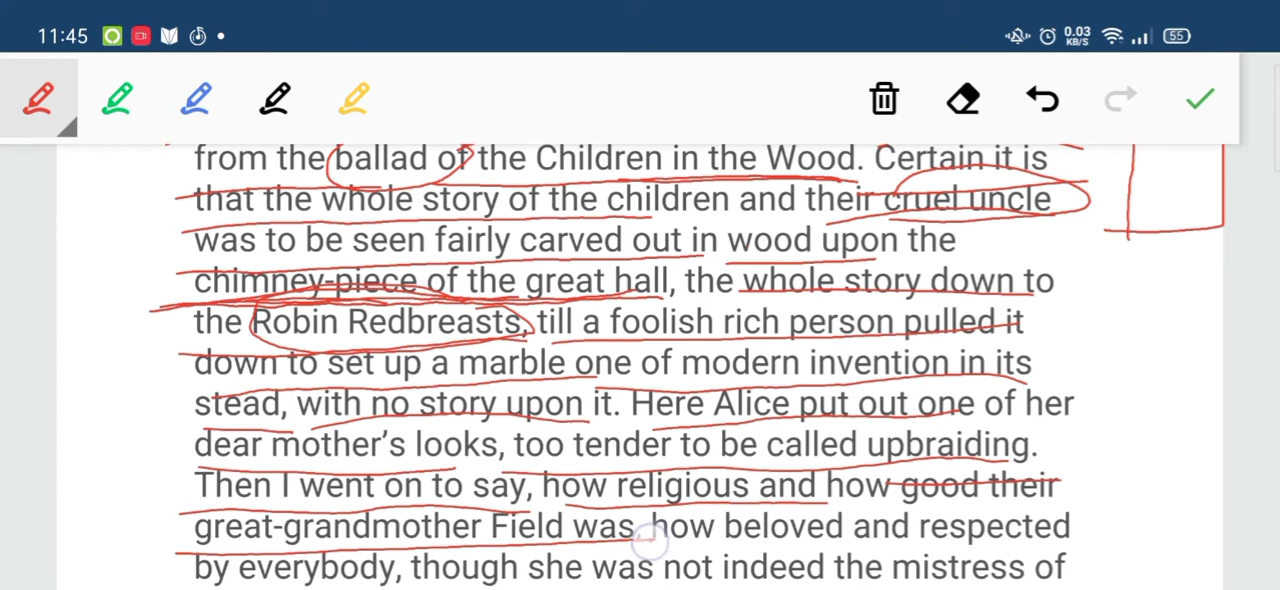 11:45
0.03
KB/S
55
from the ballad of the Children in the Wood. Certain it is
that the whole story of the children and their cruel uncle
was to be seen fairly carved out in wood upon the
chimney-piece of the great hall, the whole story down to
the Robin Redbreasts, till a foolish rich person pulled it
down to set up a marble one of modern invention in its
stead, with no story upon it. Here Alice put out one of her
dear mother’s looks, too tender to be called upbraiding.
Then I went on to say, how religious and how good their
great-grandmother Field was, how beloved and respected
by everybody, though she was not indeed the mistress of